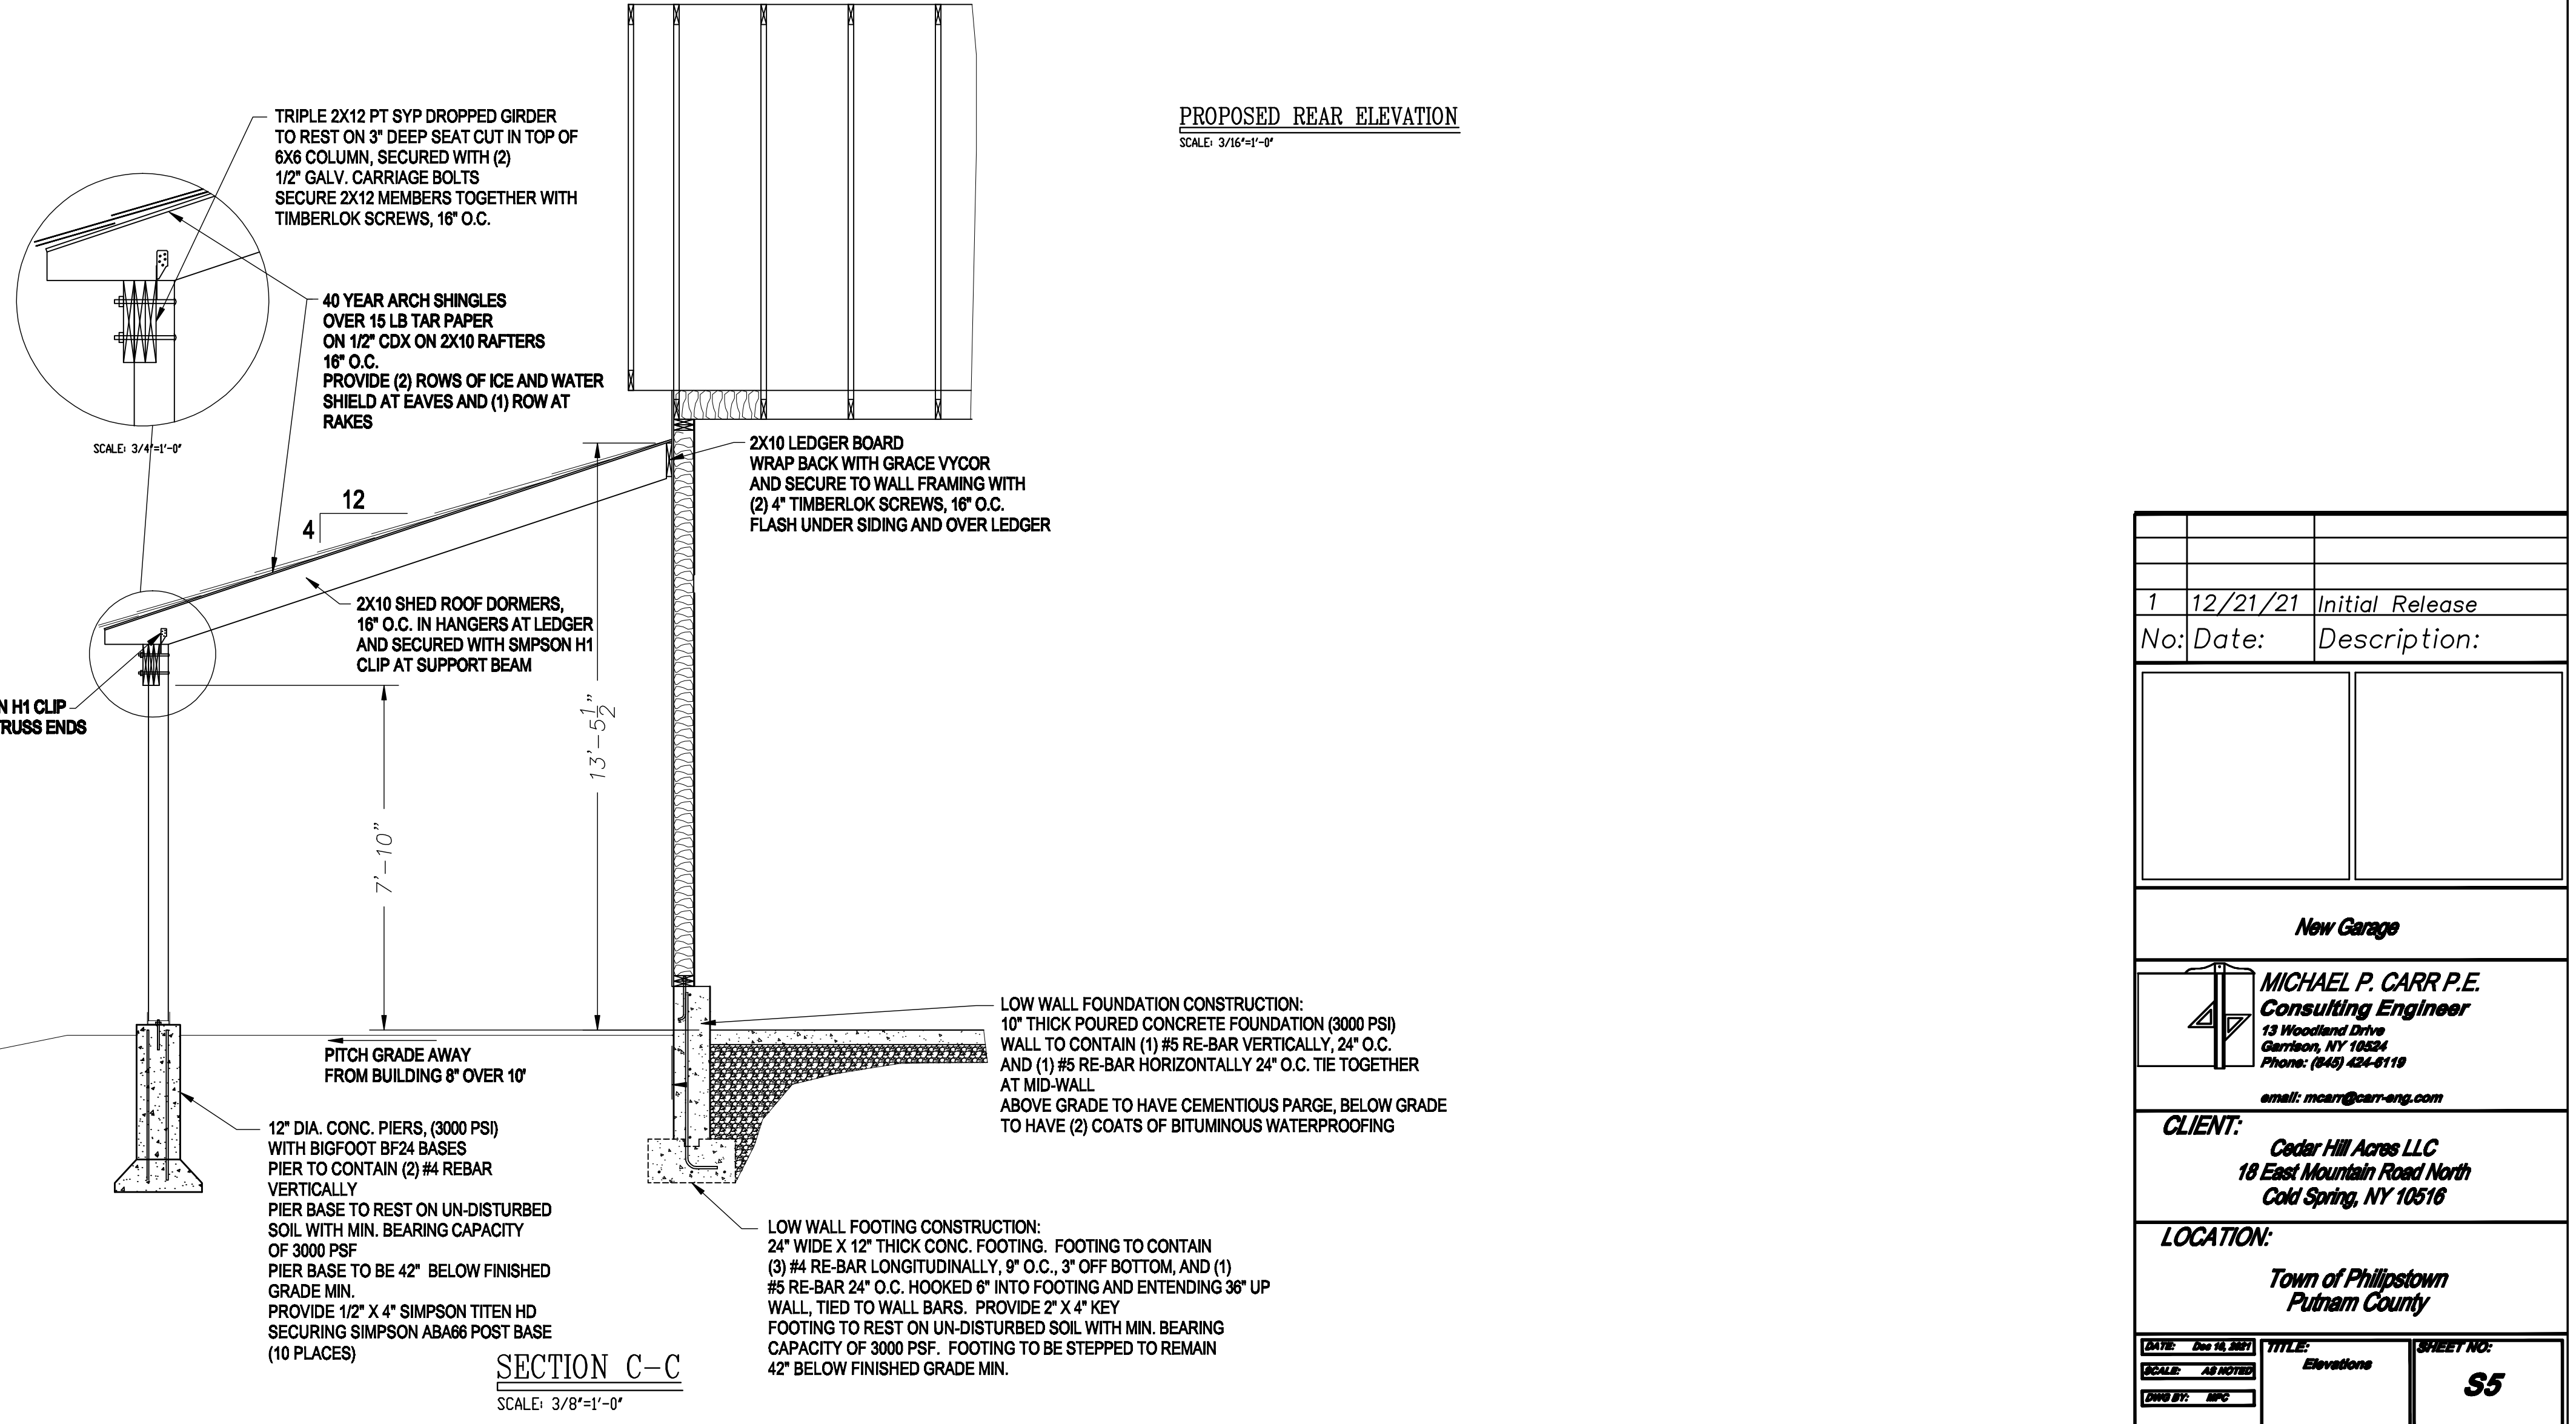 TRIPLE 2X12 PT SYP DROPPED GIRDER
TO REST ON 3" DEEP SEAT CUT IN TOP OF
6X6 COLUMN, SECURED WITH (2)
1/2" GALV. CARRIAGE BOLTS
SECURE 2X12 MEMBERS TOGETHER WITH
TIMBERLOK SCREWS, 16" O.C.
40 YEAR ARCH SHINGLES
OVER 15 LB TAR PAPER
ON 1/2" CDX ON 2X10 RAFTERS
16" O.C.
PROVIDE (2) ROWS OF ICE AND WATER
SHIELD AT EAVES AND (1) ROW AT
RAKES
SCALE: 3/4"=1'-0"
12
4
2X10 LEDGER BOARD
WRAP BACK WITH GRACE VYCOR
AND SECURE TO WALL FRAMING WITH
(2) 4" TIMBERLOK SCREWS, 16" O.C.
FLASH UNDER SIDING AND OVER LEDGER
2X10 SHED ROOF DORMERS,
16" O.C. IN HANGERS AT LEDGER
AND SECURED WITH SMPSON H1
CLIP AT SUPPORT BEAM
N H1 CLIP
TRUSS ENDS
13'-5 1/2"
7'-10"
PITCH GRADE AWAY
FROM BUILDING 8" OVER 10'
12" DIA. CONC. PIERS, (3000 PSI)
WITH BIGFOOT BF24 BASES
PIER TO CONTAIN (2) #4 REBAR
VERTICALLY
PIER BASE TO REST ON UN-DISTURBED
SOIL WITH MIN. BEARING CAPACITY
OF 3000 PSF
PIER BASE TO BE 42" BELOW FINISHED
GRADE MIN.
PROVIDE 1/2" X 4" SIMPSON TITEN HD
SECURING SIMPSON ABA66 POST BASE
(10 PLACES)
LOW WALL FOUNDATION CONSTRUCTION:
10" THICK POURED CONCRETE FOUNDATION (3000 PSI)
WALL TO CONTAIN (1) #5 RE-BAR VERTICALLY, 24" O.C.
AND (1) #5 RE-BAR HORIZONTALLY 24" O.C. TIE TOGETHER
AT MID-WALL
ABOVE GRADE TO HAVE CEMENTIOUS PARGE, BELOW GRADE
TO HAVE (2) COATS OF BITUMINOUS WATERPROOFING
LOW WALL FOOTING CONSTRUCTION:
24" WIDE X 12" THICK CONC. FOOTING. FOOTING TO CONTAIN
(3) #4 RE-BAR LONGITUDINALLY, 9" O.C., 3" OFF BOTTOM, AND (1)
#5 RE-BAR 24" O.C. HOOKED 6" INTO FOOTING AND ENTENDING 36" UP
WALL, TIED TO WALL BARS. PROVIDE 2" X 4" KEY
FOOTING TO REST ON UN-DISTURBED SOIL WITH MIN. BEARING
CAPACITY OF 3000 PSF. FOOTING TO BE STEPPED TO REMAIN
42" BELOW FINISHED GRADE MIN.
SECTION C-C
SCALE: 3/8"=1'-0"
PROPOSED REAR ELEVATION
SCALE: 3/16"=1'-0"
1 12/21/21 Initial Release
No: Date: Description:
New Garage
MICHAEL P. CARR P.E.
Consulting Engineer
13 Woodland Drive
Garrison, NY 10524
Phone: (845) 424-6119
email: mcarr@carr-eng.com
CLIENT:
Cedar Hill Acres LLC
18 East Mountain Road North
Cold Spring, NY 10516
LOCATION:
Town of Philipstown
Putnam County
DATE: Dec 2021
SCALE: AS NOTED
DWG BY: MPC
TITLE:
Elevations
SHEET NO:
S5